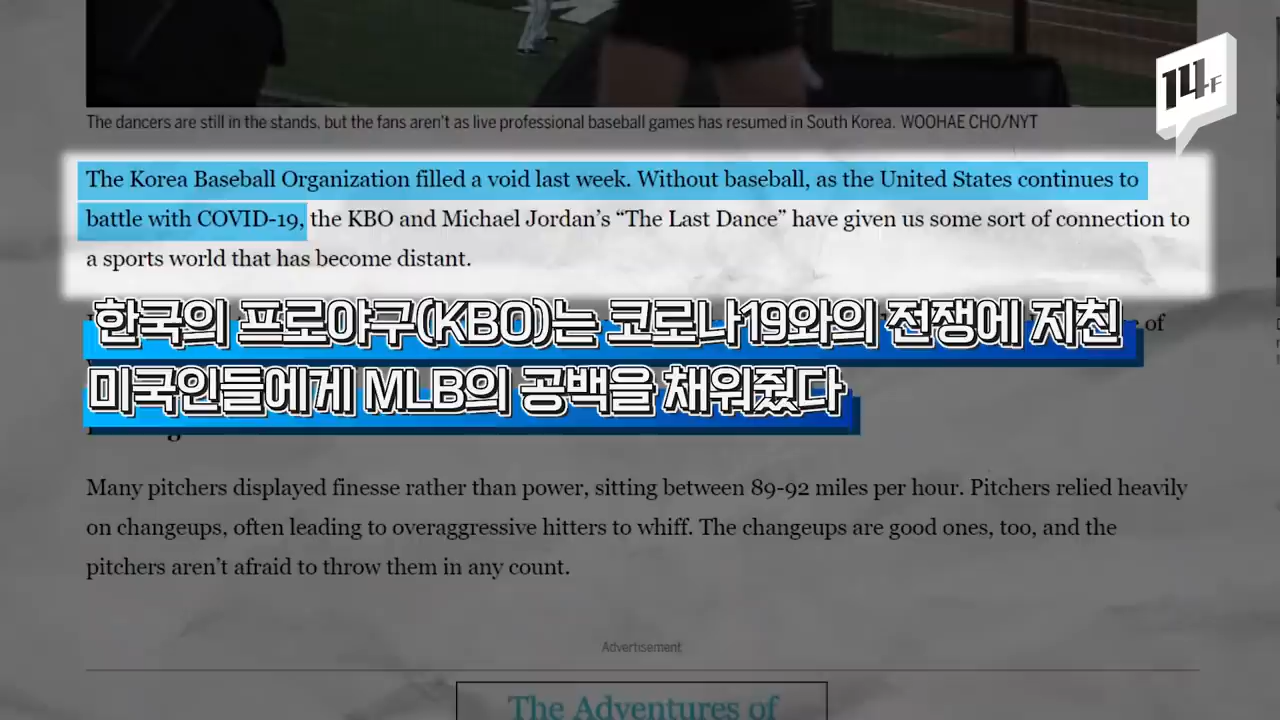 14F
The dancers are still in the stands, but the fans aren't as live professional baseball games has resumed in South Korea. WOOHAE CHO/NYT
The Korea Baseball Organization filled a void last week. Without baseball, as the United States continues to
battle with COVID-19, the KBO and Michael Jordan’s “The Last Dance” have given us some sort of connection to
a sports world that has become distant.
한국의 프로야구(KBO)는 코로나19와의 전쟁에 지친
of
미국인들에게 MLB의 공백을 채워줬다
Many pitchers displayed finesse rather than power, sitting between 89-92 miles per hour. Pitchers relied heavily
on changeups, often leading to overaggressive hitters to whiff. The changeups are good ones, too, and the
pitchers aren’t afraid to throw them in any count.
Advertisement
The Adventures of